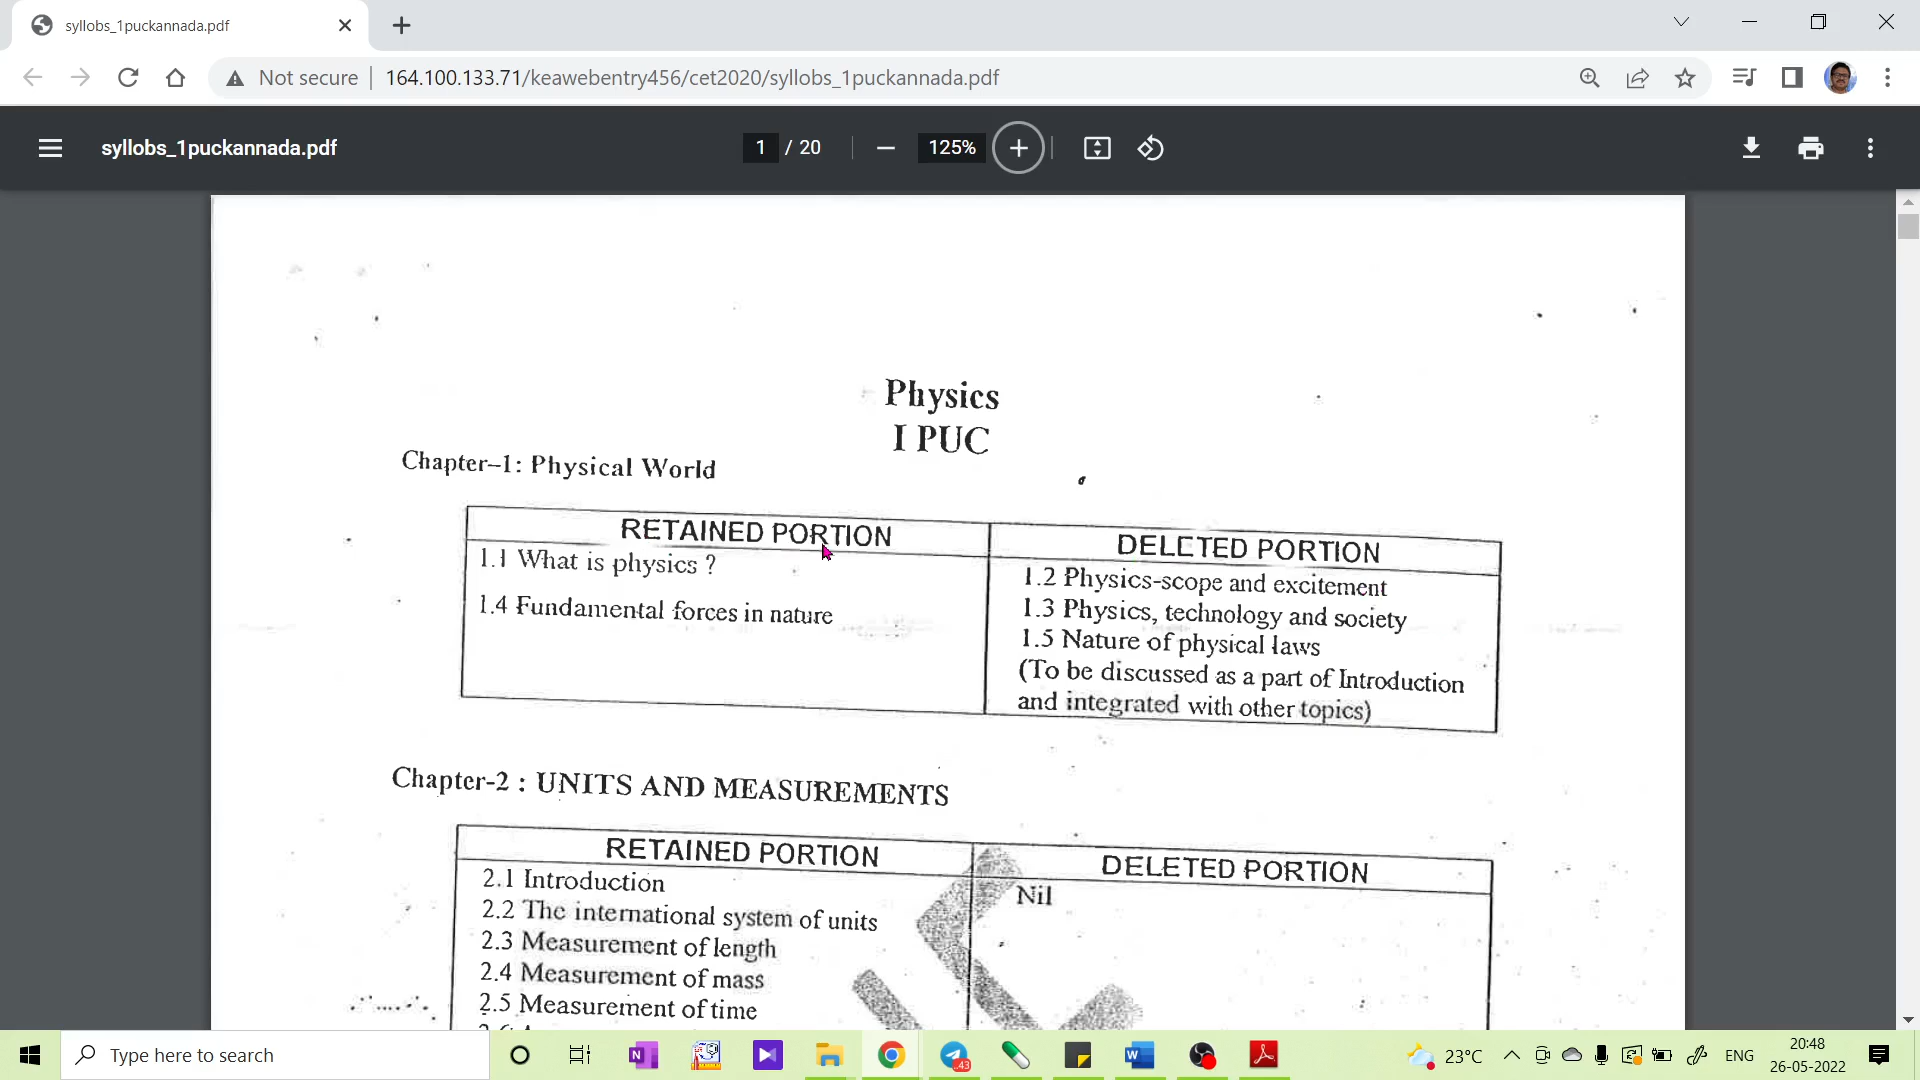 syllobs_1puckannada.pdf
Not secure
164.100.133.71/keawebentry456/cet2020/syllobs_1puckannada.pdf
syllobs_1puckannada.pdf
1 / 20
125%
Physics
I PUC
Chapter–1: Physical World
RETAINED PORTION
DELETED PORTION
1.1 What is physics ?
1.4 Fundamental forces in nature
1.2 Physics-scope and excitement
1.3 Physics, technology and society
1.5 Nature of physical laws
(To be discussed as a part of Introduction
and integrated with other topics)
Chapter-2 : UNITS AND MEASUREMENTS
RETAINED PORTION
DELETED PORTION
2.1 Introduction
2.2 The international system of units
2.3 Measurement of length
2.4 Measurement of mass
2.5 Measurement of time
Nil
Type here to search
43
23°C
ENG
20:48
26-05-2022